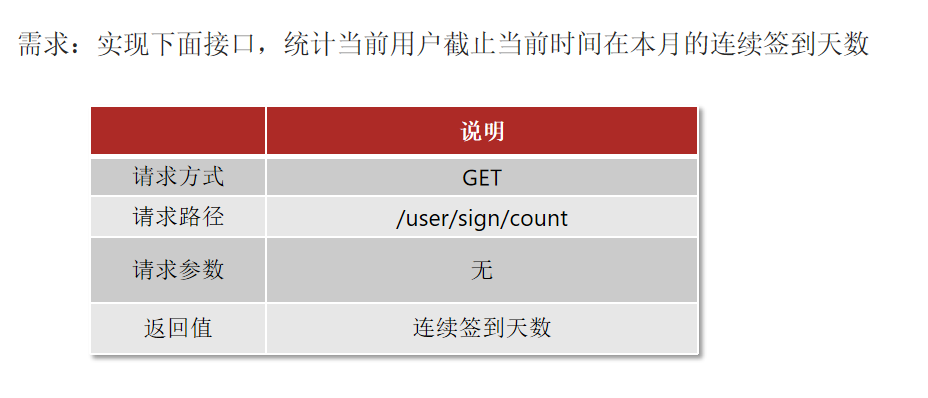 需求：实现下面接口，统计当前用户截止当前时间在本月的连续签到天数
说明
请求方式 GET
请求路径 /user/sign/count
请求参数 无
返回值 连续签到天数